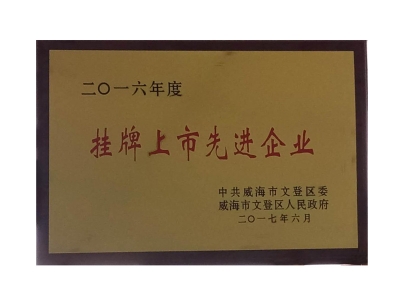 二〇一六年度
挂牌上市先进企业
中共威海市文登区委
威海市文登区人民政府
二〇一七年六月